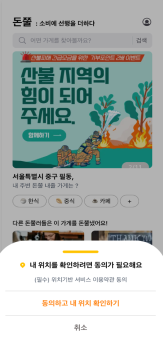 돈쭐 | 소비에 선행을 더하다
어떤 가게를 찾아볼까요? 검색
산불 지역의
힘이 되어
주세요.
함께하기
서울특별시 중구 필동,
내 주변 돈쭐 내줄 가게는 ?
한식 중식 카페
다른 돈쭐러들은 이 가게를 돈쭐냈어요!
내 위치를 확인하려면 동의가 필요해요
(필수) 위치기반 서비스 이용약관 동의
동의하고 내 위치 확인하기
취소